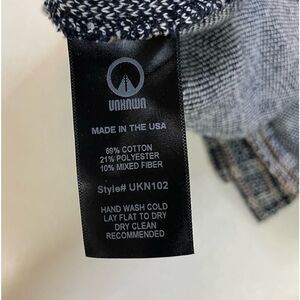 UNKNWN
MADE IN THE USA
69% COTTON
21% POLYESTER
10% MIXED FIBER
Style# UKN102
HAND WASH COLD
LAY FLAT TO DRY
DRY CLEAN
RECOMMENDED